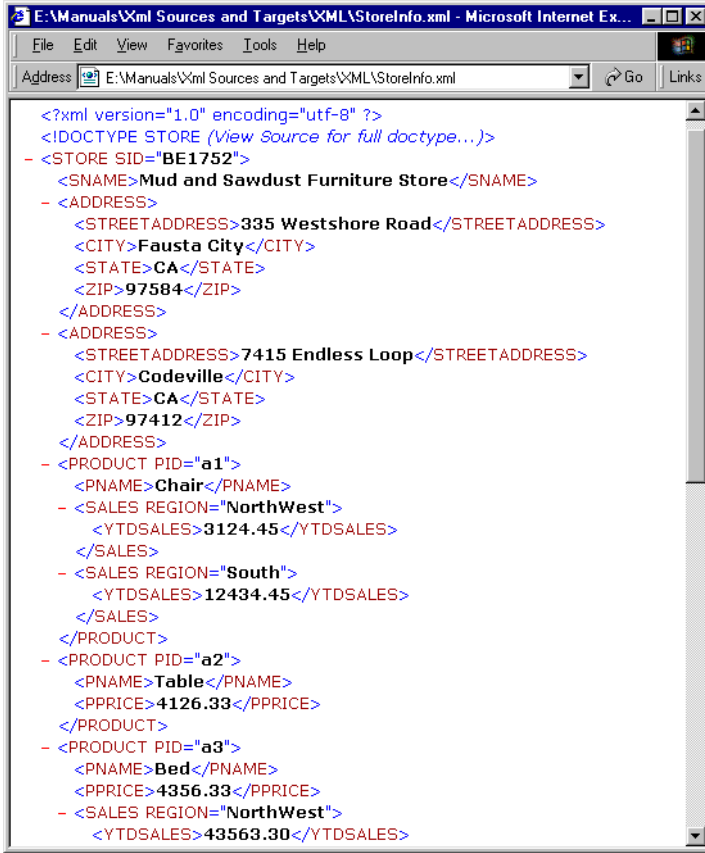 E:\Manuals\Xml Sources and Targets\XML\StoreInfo.xml - Microsoft Internet Ex...
File Edit View Favorites Tools Help
Address E:\Manuals\Xml Sources and Targets\XML\StoreInfo.xml Go Links
<?xml version="1.0" encoding="utf-8" ?>
<!DOCTYPE STORE (View Source for full doctype...)>
- <STORE SID="BE1752">
<SNAME>Mud and Sawdust Furniture Store</SNAME>
- <ADDRESS>
<STREETADDRESS>335 Westshore Road</STREETADDRESS>
<CITY>Fausta City</CITY>
<STATE>CA</STATE>
<ZIP>97584</ZIP>
</ADDRESS>
- <ADDRESS>
<STREETADDRESS>7415 Endless Loop</STREETADDRESS>
<CITY>Codeville</CITY>
<STATE>CA</STATE>
<ZIP>97412</ZIP>
</ADDRESS>
- <PRODUCT PID="a1">
<PNAME>Chair</PNAME>
- <SALES REGION="NorthWest">
<YTDSALES>3124.45</YTDSALES>
</SALES>
- <SALES REGION="South">
<YTDSALES>12434.45</YTDSALES>
</SALES>
</PRODUCT>
- <PRODUCT PID="a2">
<PNAME>Table</PNAME>
<PPRICE>4126.33</PPRICE>
</PRODUCT>
- <PRODUCT PID="a3">
<PNAME>Bed</PNAME>
<PPRICE>4356.33</PPRICE>
- <SALES REGION="NorthWest">
<YTDSALES>43563.30</YTDSALES>